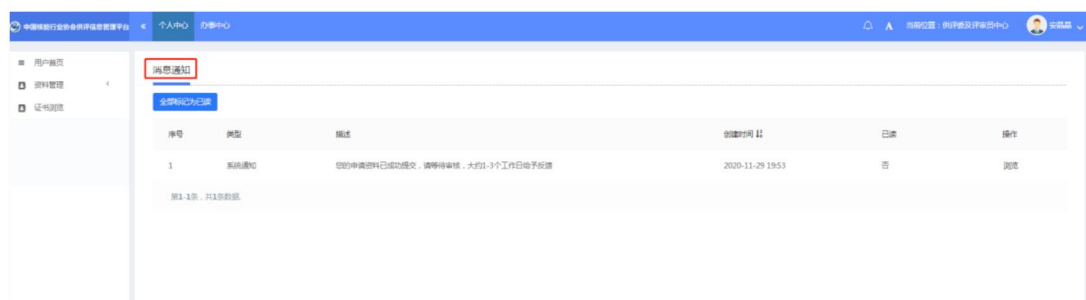 中国核能行业协会供评信息管理平台 « 个人中心 办事中心 A 当前位置：供评委及评审员中心 安晶晶
用户首页
资料管理
证书浏览
消息通知
全部标记为已读
序号 类型 描述 创建时间 已读 操作
1 系统通知 您的申请资料已成功提交，请等待审核，大约1-3个工作日给予反馈 2020-11-29 19:53 否 浏览
第1-1条，共1条数据.